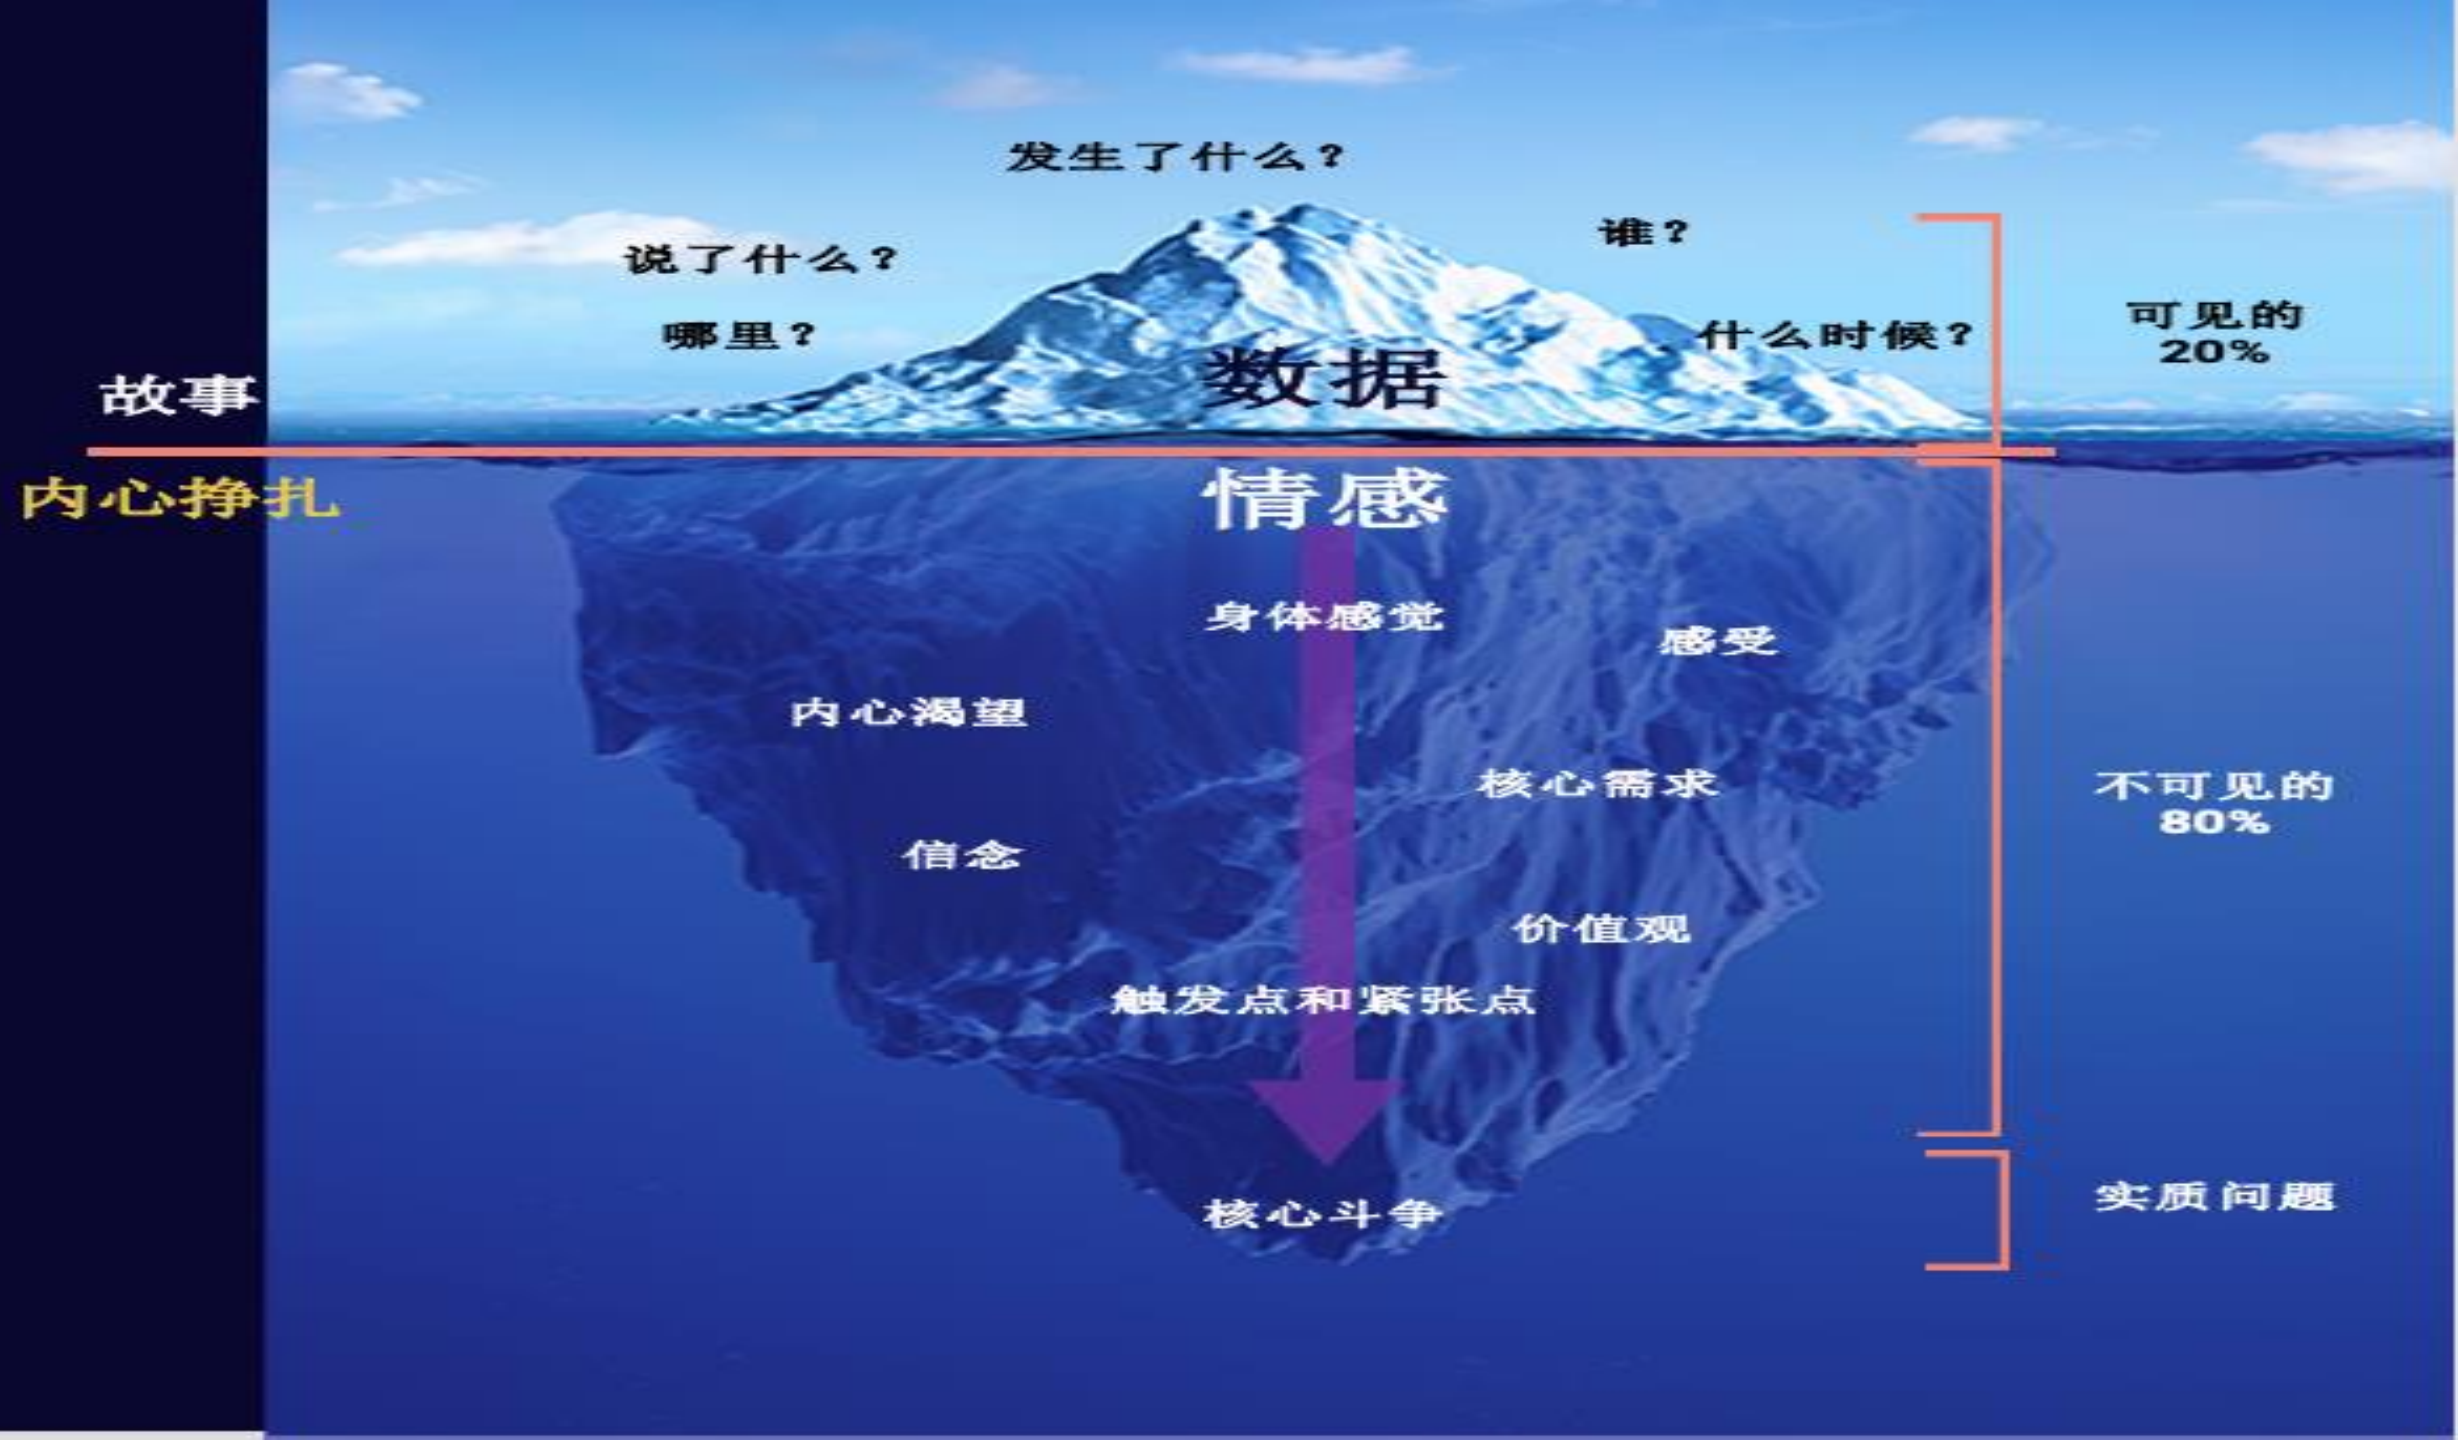 发生了什么？
谁？
说了什么？
哪里？
什么时候？
可见的
20%
数据
故事
内心挣扎
情感
身体感觉
感受
内心渴望
核心需求
不可见的
80%
信念
价值观
触发点和紧张点
核心斗争
实质问题